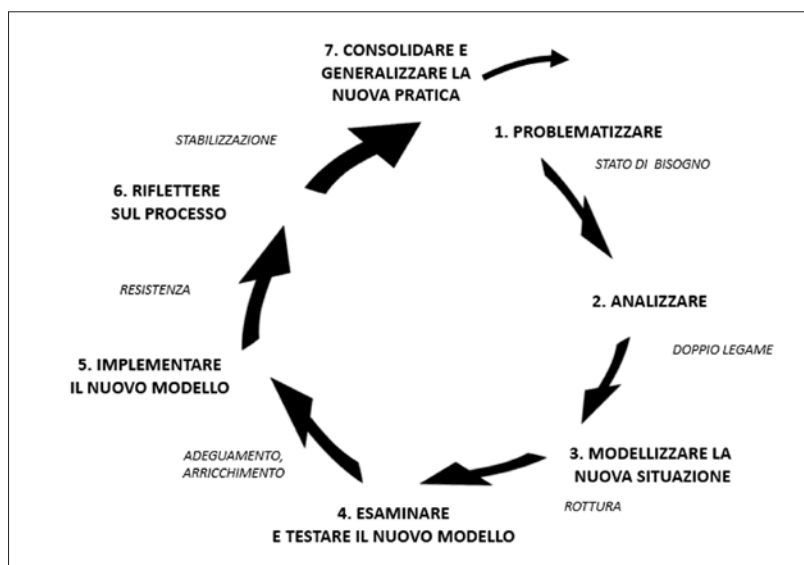 7. CONSOLIDARE E
GENERALIZZARE LA
NUOVA PRATICA
1. PROBLEMATIZZARE
STATO DI BISOGNO
2. ANALIZZARE
DOPPIO LEGAME
3. MODELLIZZARE LA
NUOVA SITUAZIONE
ROTTURA
4. ESAMINARE
E TESTARE IL NUOVO MODELLO
ADEGUAMENTO,
ARRICCHIMENTO
5. IMPLEMENTARE
IL NUOVO MODELLO
RESISTENZA
6. RIFLETTERE
SUL PROCESSO
STABILIZZAZIONE